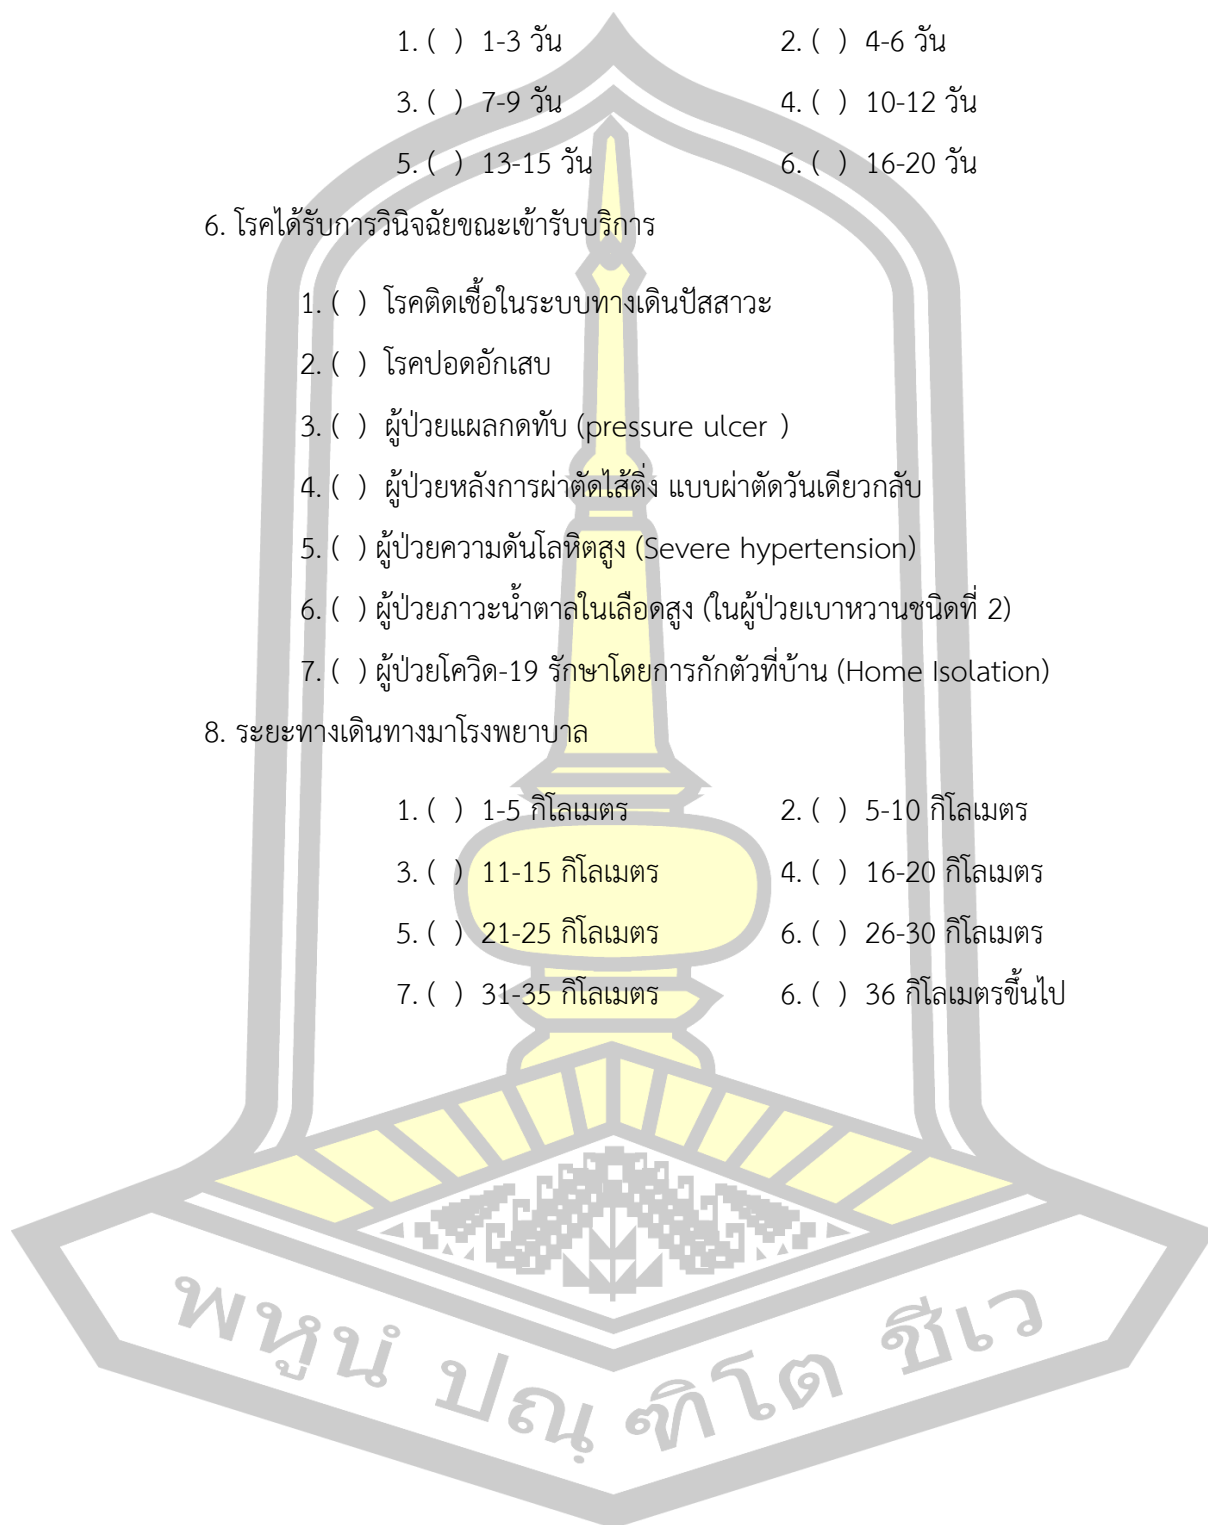 1. ( ) 1-3 วัน 2. ( ) 4-6 วัน
3. ( ) 7-9 วัน 4. ( ) 10-12 วัน
5. ( ) 13-15 วัน 6. ( ) 16-20 วัน
6. โรคได้รับการวินิจฉัยขณะเข้ารับบริการ
1. ( ) โรคติดเชื้อในระบบทางเดินปัสสาวะ
2. ( ) โรคปอดอักเสบ
3. ( ) ผู้ป่วยแผลกดทับ (pressure ulcer )
4. ( ) ผู้ป่วยหลังการผ่าตัดไส้ติ่ง แบบผ่าตัดวันเดียวกลับ
5. ( ) ผู้ป่วยความดันโลหิตสูง (Severe hypertension)
6. ( ) ผู้ป่วยภาวะน้ำตาลในเลือดสูง (ในผู้ป่วยเบาหวานชนิดที่ 2)
7. ( ) ผู้ป่วยโควิด-19 รักษาโดยการกักตัวที่บ้าน (Home Isolation)
8. ระยะทางเดินทางมาโรงพยาบาล
1. ( ) 1-5 กิโลเมตร 2. ( ) 5-10 กิโลเมตร
3. ( ) 11-15 กิโลเมตร 4. ( ) 16-20 กิโลเมตร
5. ( ) 21-25 กิโลเมตร 6. ( ) 26-30 กิโลเมตร
7. ( ) 31-35 กิโลเมตร 6. ( ) 36 กิโลเมตรขึ้นไป
พหูนํ ปณฺฑิโต ชีเว